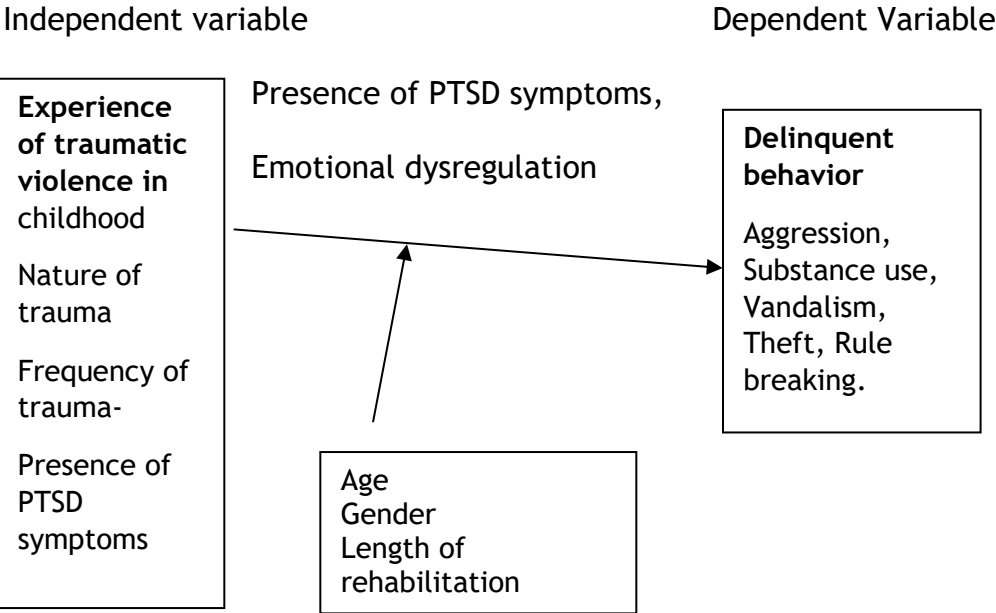 Independent variable
Dependent Variable
Experience
of traumatic
violence in
childhood
Nature of
trauma
Frequency of
trauma-
Presence of
PTSD
symptoms
Presence of PTSD symptoms,
Emotional dysregulation
Delinquent
behavior
Aggression,
Substance use,
Vandalism,
Theft, Rule
breaking.
Age
Gender
Length of
rehabilitation